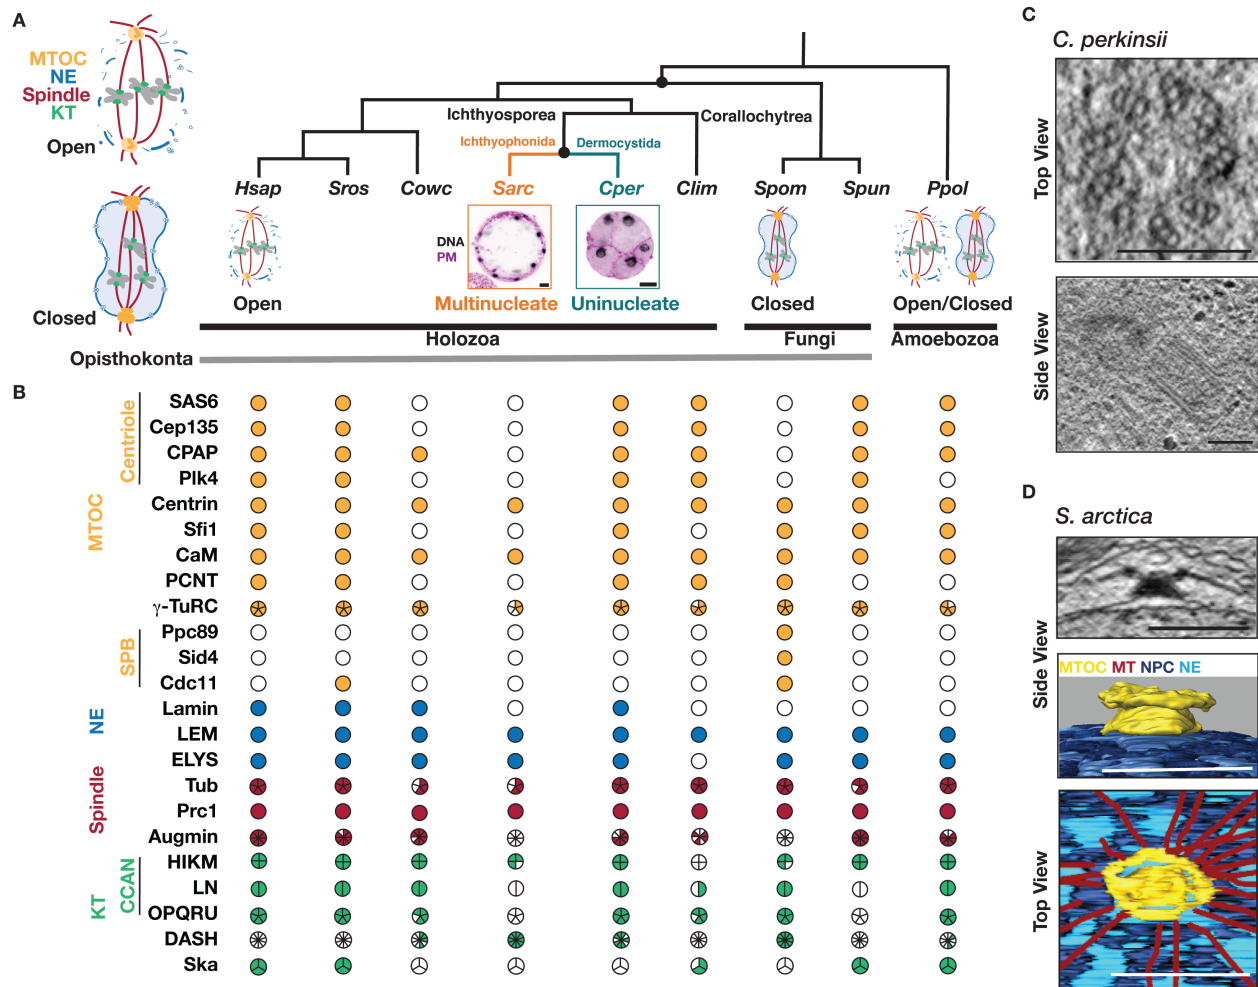 A
MTOC
NE
Spindle
KT
Open
Closed
Ichthyosporea
Corallochytrea
Ichthyophonida
Dermocystida
Hsap Sros Cowc Sarc Cper Clim Spom Spun Ppol
DNA
PM
Open Multinucleate Uninucleate Closed Open/Closed
Holozoa Fungi Amoebozoa
Opisthokonta
B
MTOC
Centriole
SAS6
Cep135
CPAP
Plk4
Centrin
Sfi1
CaM
PCNT
γ-TuRC
SPB
Ppc89
Sid4
Cdc11
NE
Lamin
LEM
ELYS
Spindle
Tub
Prc1
Augmin
KT
CCAN
HIKM
LN
OPQRU
DASH
Ska
C
C. perkinsii
Top View
Side View
D
S. arctica
Side View
MTOC MT NPC NE
Top View